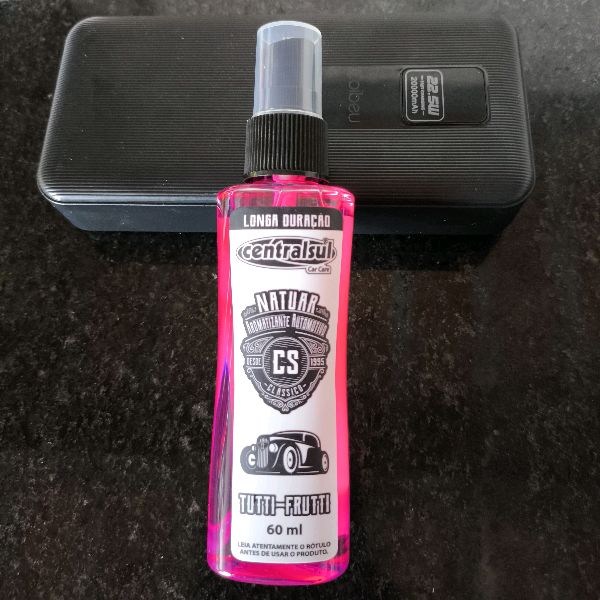 22.5W
20000mAh
LONGA DURAÇÃO
centralsul
Car Care
NATUAR
AROMATIZANTE AUTOMOTIVO
DESDE
CS
1995
CLÁSSICO
TUTTI-FRUTTI
60 ml
LEIA ATENTAMENTE O RÓTULO
ANTES DE USAR O PRODUTO.